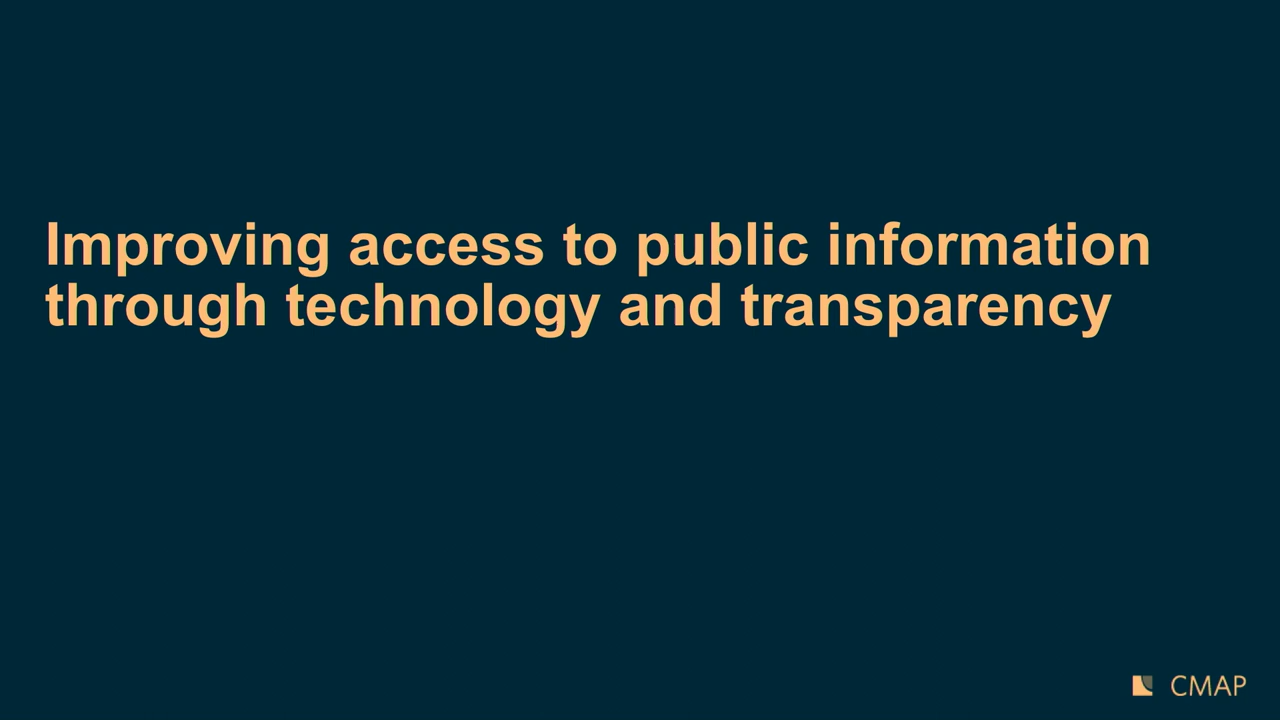 Improving access to public information
through technology and transparency
CMAP